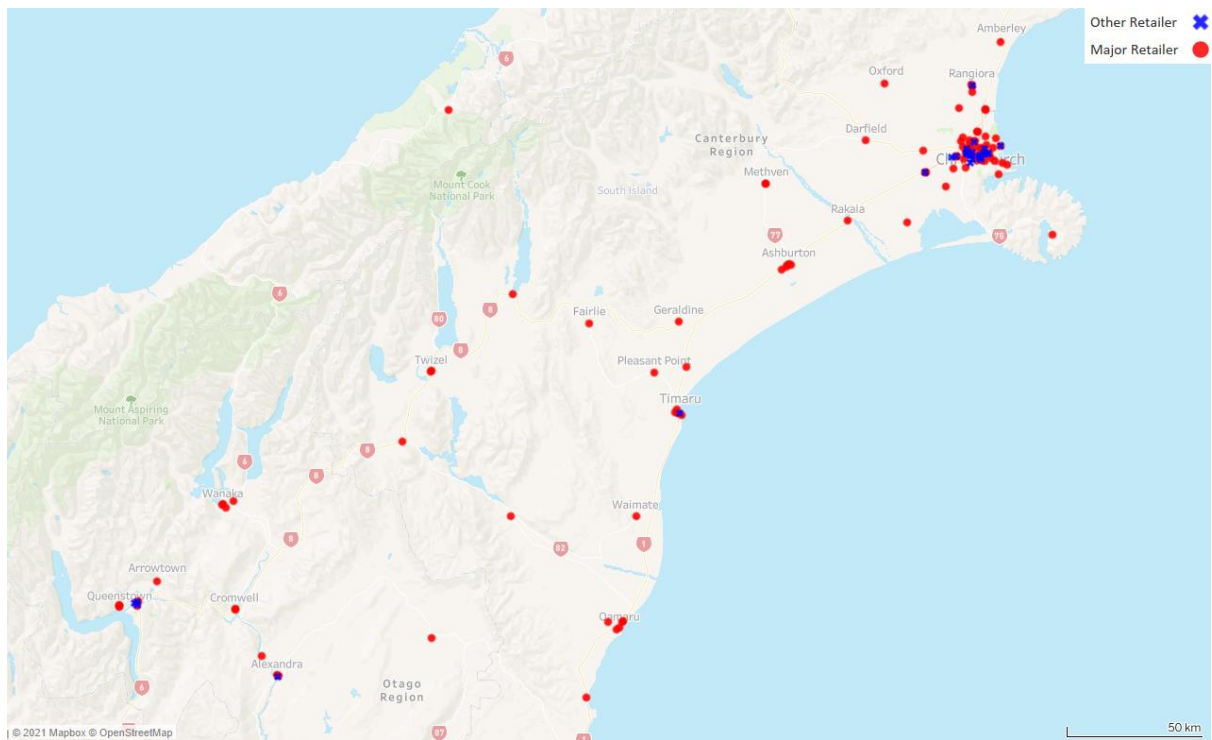 Other Retailer
Major Retailer
Amberley
6
Oxford
Rangiora
Darfield
Canterbury
Region
Christchurch
Mount Cook
National Park
South Island
Methven
Rakaia
77
75
Ashburton
6
8
80
Fairlie
Geraldine
8
Twizel
Pleasant Point
Mount Aspiring
National Park
Timaru
8
6
8
Wanaka
Waimate
8
82
1
Arrowtown
Queenstown
Cromwell
Oamaru
Alexandra
Otago
Region
6
87
1
© 2021 Mapbox © OpenStreetMap
50 km